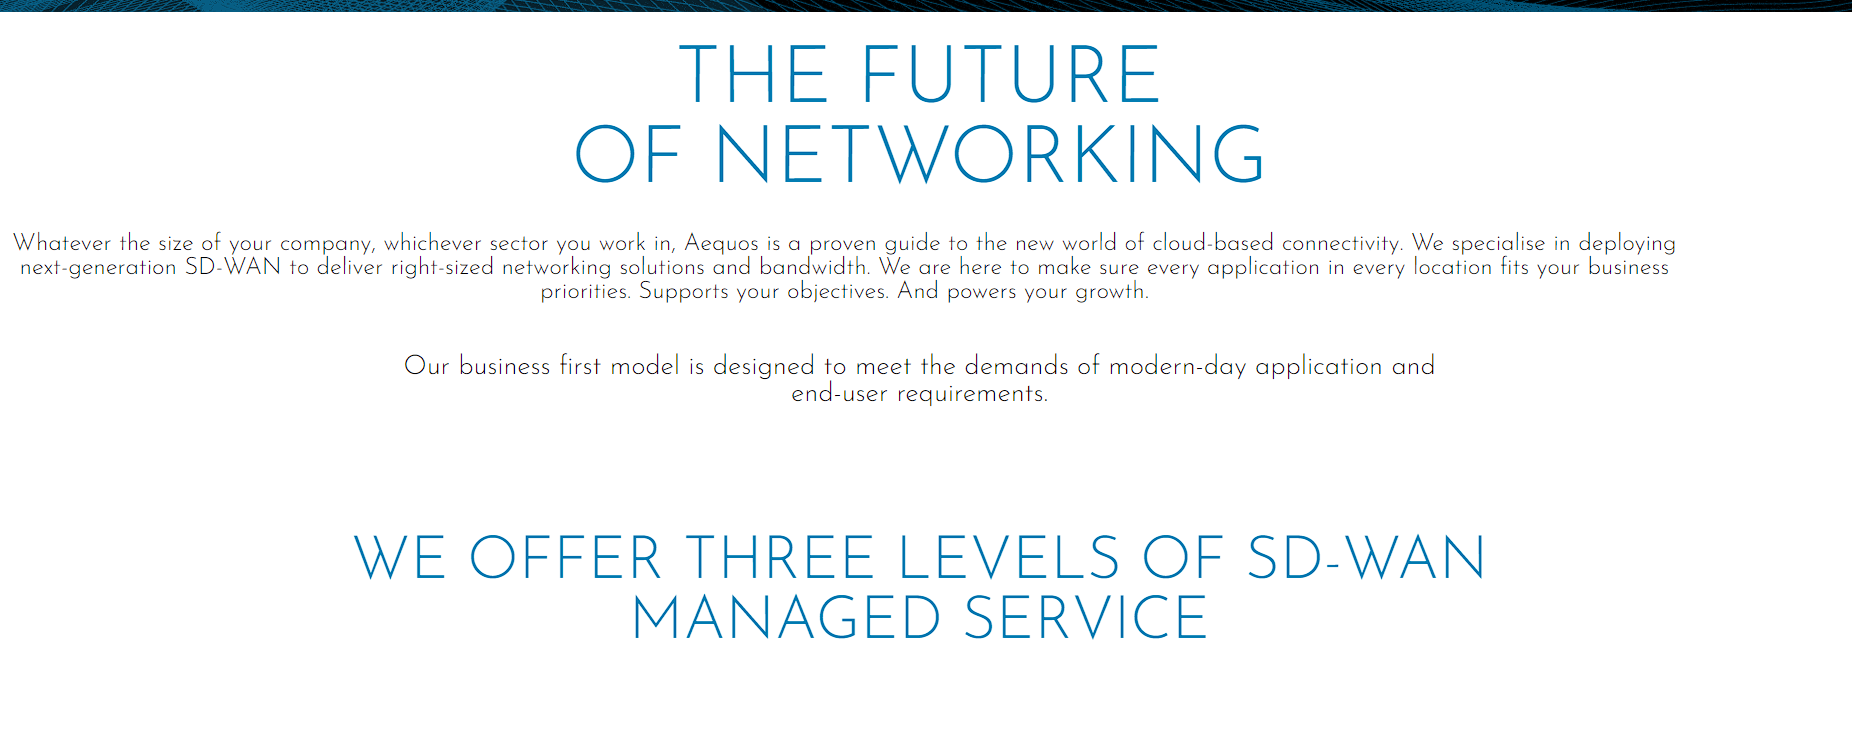 THE FUTURE
OF NETWORKING
Whatever the size of your company, whichever sector you work in, Aequos is a proven guide to the new world of cloud-based connectivity. We specialise in deploying
next-generation SD-WAN to deliver right-sized networking solutions and bandwidth. We are here to make sure every application in every location fits your business
priorities. Supports your objectives. And powers your growth.
Our business first model is designed to meet the demands of modern-day application and
end-user requirements.
WE OFFER THREE LEVELS OF SD-WAN
MANAGED SERVICE